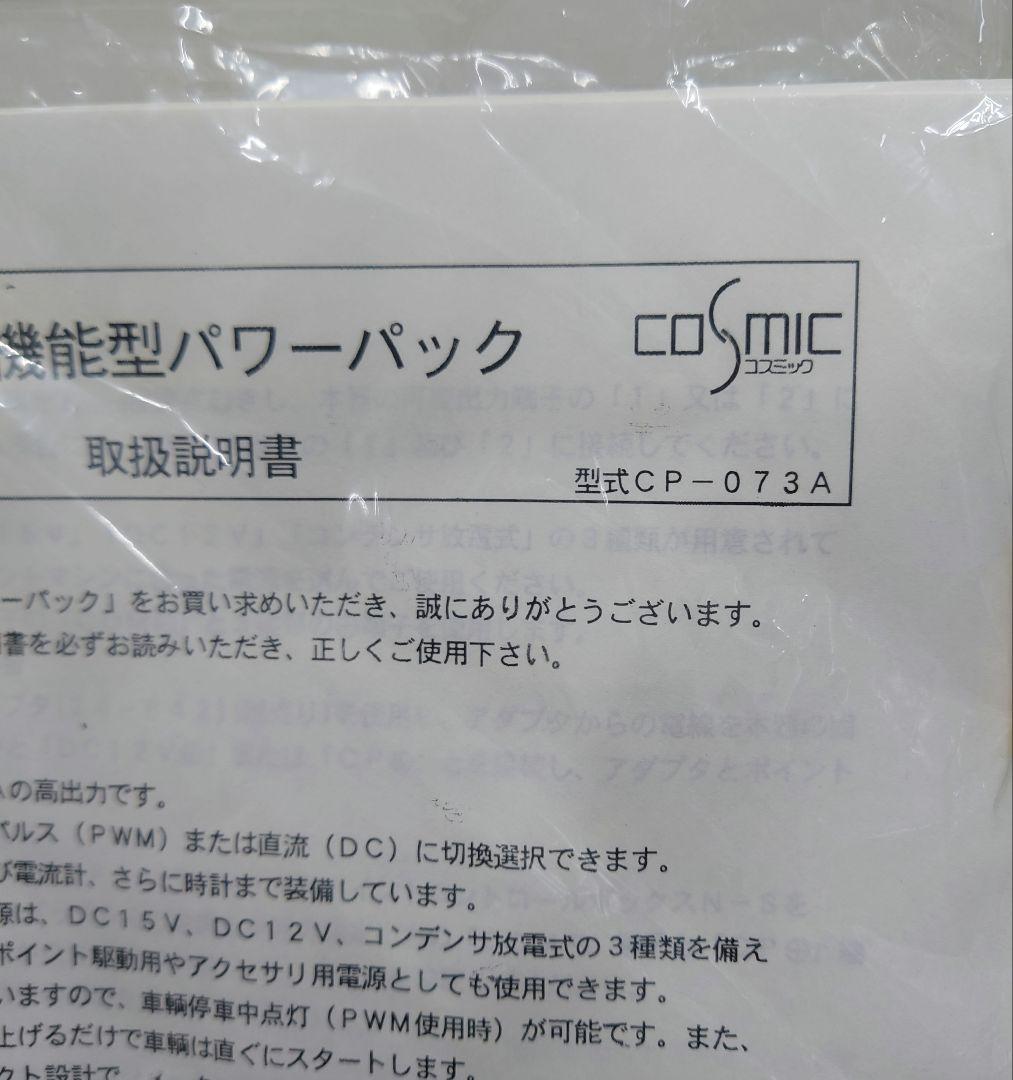 機能型パワーパック
COSMIC
コスミック
取扱説明書
型式CP－073A
ーパック」をお買い求めいただき、誠にありがとうございます。
書を必ずお読みいただき、正しくご使用下さい。
の高出力です。
パルス（PWM）または直流（DC）に切換選択できます。
び電流計、さらに時計まで装備しています。
源は、DC15V、DC12V、コンデンサ放電式の3種類を備え
ポイント駆動用やアクセサリ用電源としても使用できます。
いますので、車輌停車中点灯（PWM使用時）が可能です。また、
上げるだけで車輌は直ぐにスタートします。
クト設計で、